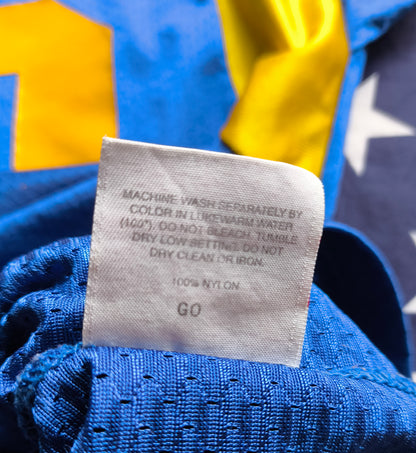 MACHINE WASH SEPARATELY BY
COLOR IN LUKEWARM WATER
(100°). DO NOT BLEACH. TUMBLE
DRY LOW SETTING. DO NOT
DRY CLEAN OR IRON.
100% NYLON
GO